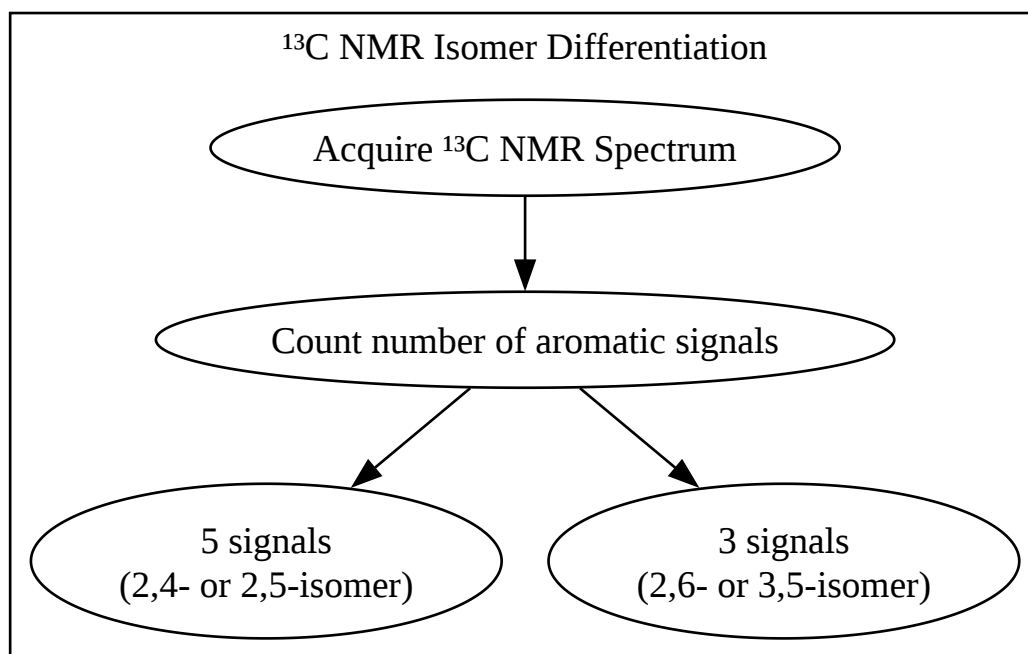 ¹³C NMR Isomer Differentiation
Acquire ¹³C NMR Spectrum
Count number of aromatic signals
5 signals
(2,4- or 2,5-isomer)
3 signals
(2,6- or 3,5-isomer)